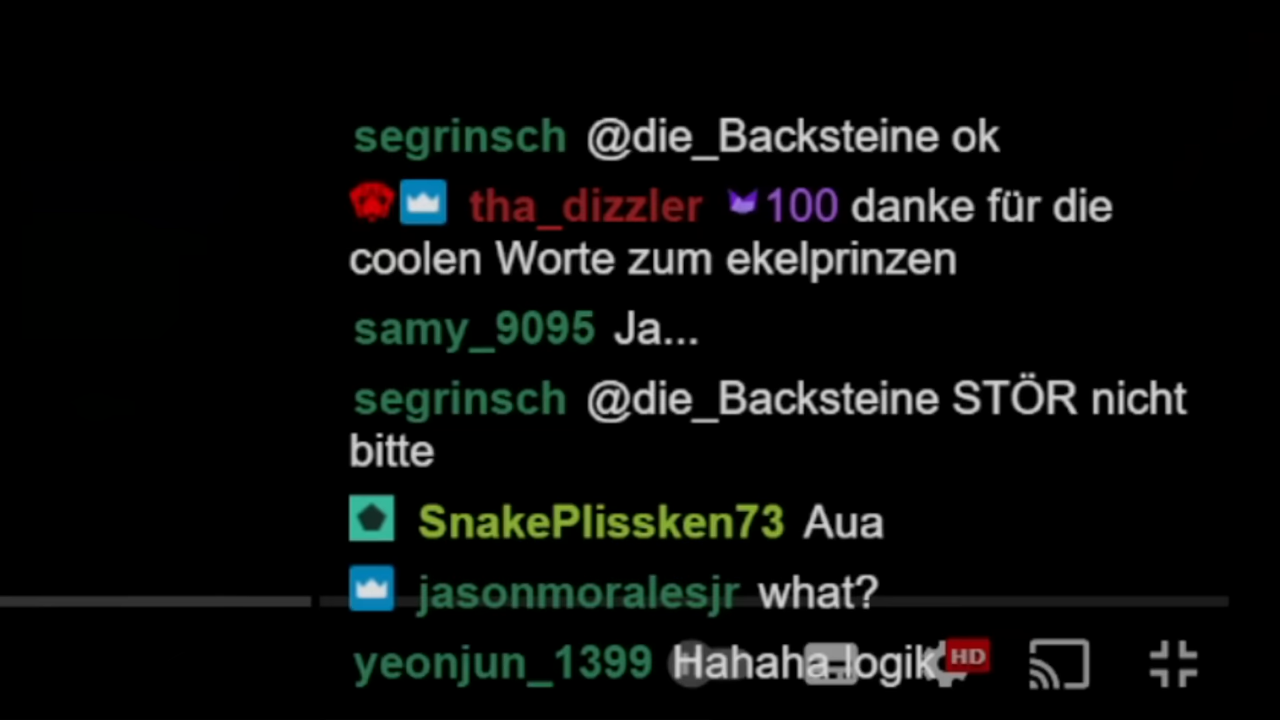 segrinsch @die_Backsteine ok
tha_dizzler 100 danke für die
coolen Worte zum ekelprinzen
samy_9095 Ja...
segrinsch @die_Backsteine STÖR nicht
bitte
SnakePlissken73 Aua
jasonmoralesjr what?
yeonjun_1399 Hahaha logik
HD